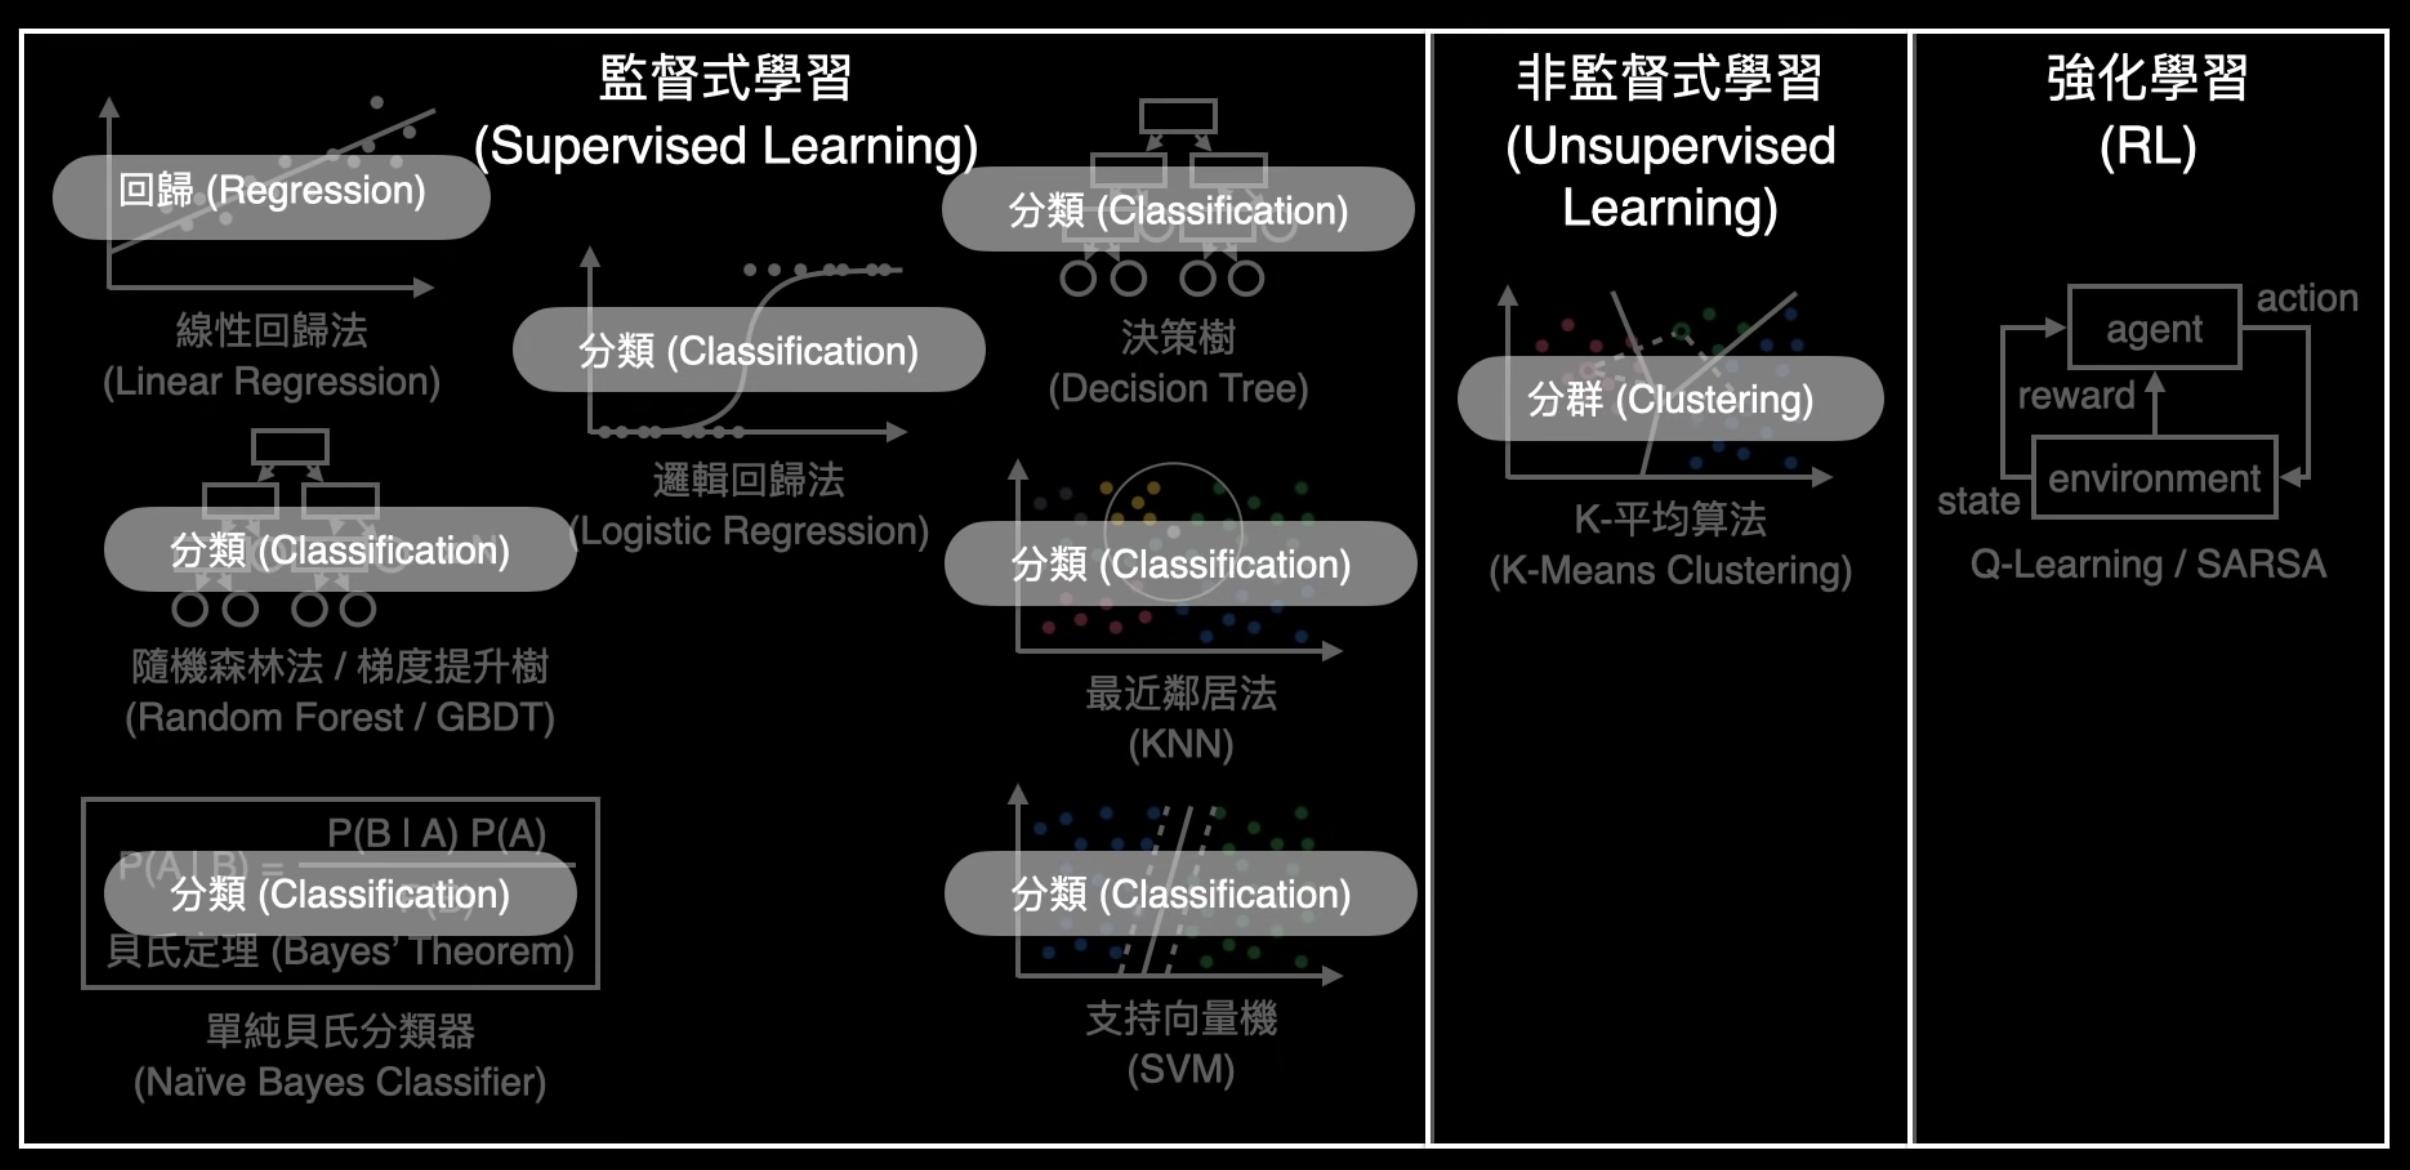 監督式學習
(Supervised Learning)
回歸 (Regression)
線性回歸法
(Linear Regression)
分類 (Classification)
邏輯回歸法
(Logistic Regression)
分類 (Classification)
決策樹
(Decision Tree)
分類 (Classification)
隨機森林法 / 梯度提升樹
(Random Forest / GBDT)
分類 (Classification)
最近鄰居法
(KNN)
P(B | A) P(A)
P(A | B) =
P(B)
分類 (Classification)
貝氏定理 (Bayes’ Theorem)
單純貝氏分類器
(Naïve Bayes Classifier)
分類 (Classification)
支持向量機
(SVM)
非監督式學習
(Unsupervised
Learning)
分群 (Clustering)
K-平均算法
(K-Means Clustering)
強化學習
(RL)
action
agent
reward
environment
state
Q-Learning / SARSA